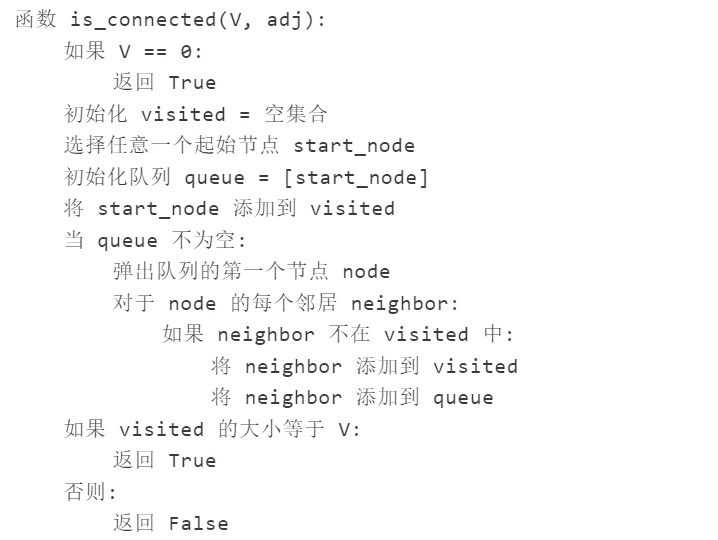 函数 is_connected(V, adj):
    如果 V == 0:
        返回 True
    初始化 visited = 空集合
    选择任意一个起始节点 start_node
    初始化队列 queue = [start_node]
    将 start_node 添加到 visited
    当 queue 不为空:
        弹出队列的第一个节点 node
        对于 node 的每个邻居 neighbor:
            如果 neighbor 不在 visited 中:
                将 neighbor 添加到 visited
                将 neighbor 添加到 queue
    如果 visited 的大小等于 V:
        返回 True
    否则:
        返回 False